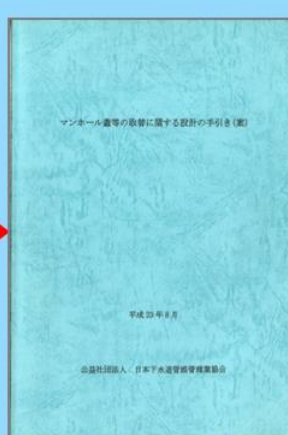 マンホール蓋等の取替に関する設計の手引き(案)
平成23年8月
公益社団法人 日本下水道管路管理業協会